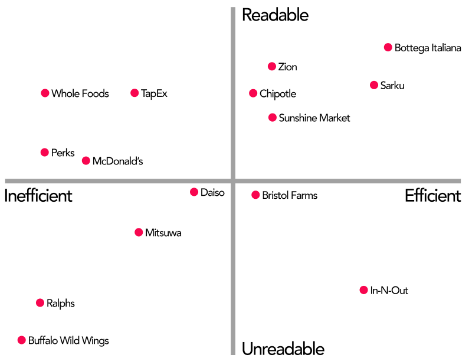 Readable
Bottega Italiana
Zion
Sarku
Whole Foods
TapEx
Chipotle
Sunshine Market
Perks
McDonald's
Inefficient
Daiso
Bristol Farms
Efficient
Mitsuwa
In-N-Out
Ralphs
Buffalo Wild Wings
Unreadable